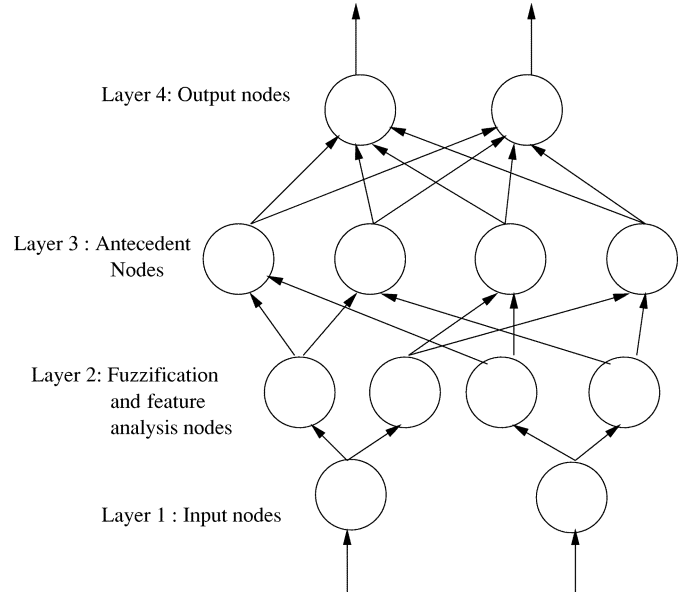 Layer 4: Output nodes
Layer 3 : Antecedent
Nodes
Layer 2: Fuzzification
and feature
analysis nodes
Layer 1 : Input nodes